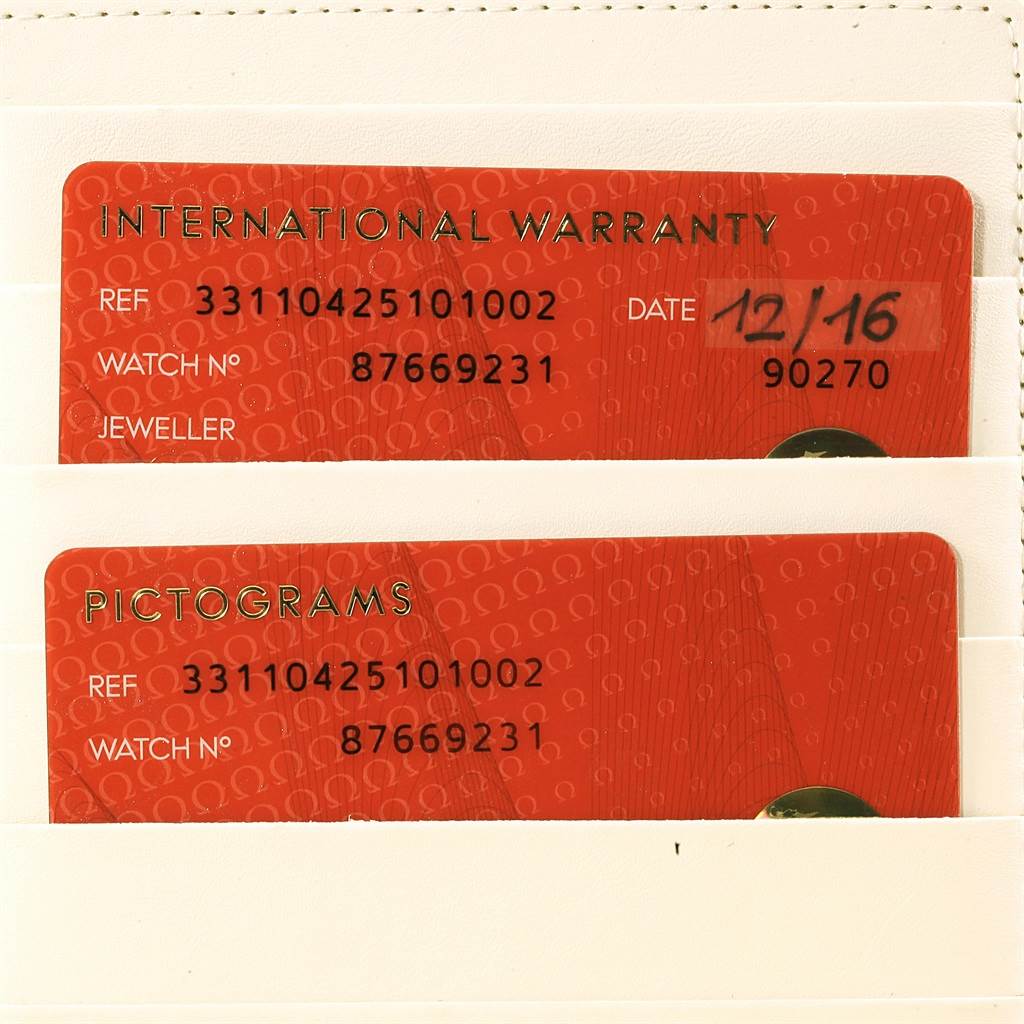 INTERNATIONAL WARRANTY
REF 33110425101002 DATE 12/16
WATCH Nº 87669231 90270
JEWELLER
PICTOGRAMS
REF 33110425101002
WATCH Nº 87669231